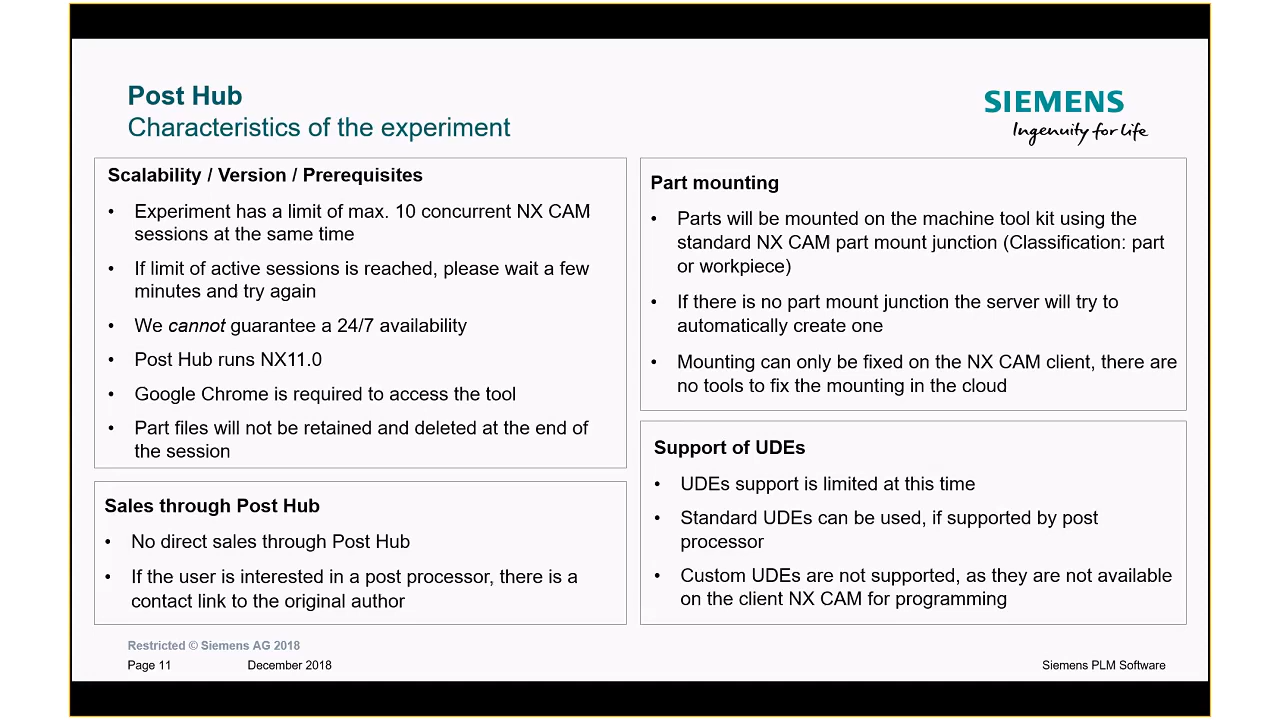 Post Hub
Characteristics of the experiment
SIEMENS
Ingenuity for life
Scalability / Version / Prerequisites
• Experiment has a limit of max. 10 concurrent NX CAM
sessions at the same time
• If limit of active sessions is reached, please wait a few
minutes and try again
• We cannot guarantee a 24/7 availability
• Post Hub runs NX11.0
• Google Chrome is required to access the tool
• Part files will not be retained and deleted at the end of
the session
Sales through Post Hub
• No direct sales through Post Hub
• If the user is interested in a post processor, there is a
contact link to the original author
Part mounting
• Parts will be mounted on the machine tool kit using the
standard NX CAM part mount junction (Classification: part
or workpiece)
• If there is no part mount junction the server will try to
automatically create one
• Mounting can only be fixed on the NX CAM client, there are
no tools to fix the mounting in the cloud
Support of UDEs
• UDEs support is limited at this time
• Standard UDEs can be used, if supported by post
processor
• Custom UDEs are not supported, as they are not available
on the client NX CAM for programming
Restricted © Siemens AG 2018
Page 11 December 2018 Siemens PLM Software